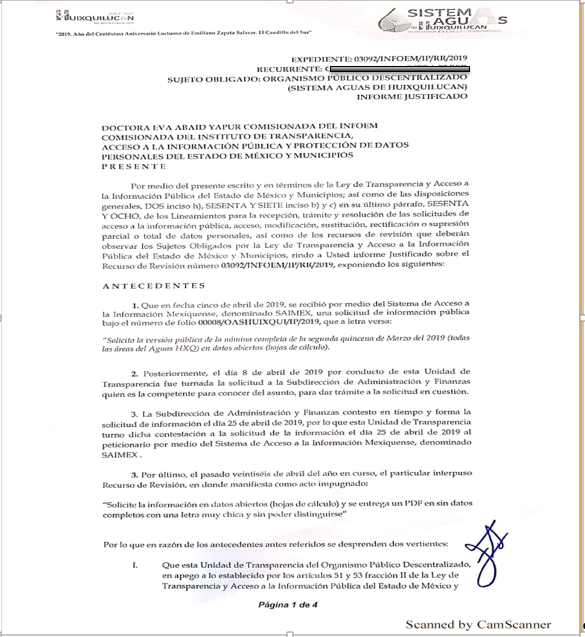 HUIXQUILUCAN
SISTEMA
AGUAS
"2019. Año del Centésimo Aniversario Luctuoso de Emiliano Zapata Salazar. El Caudillo del Sur"
EXPEDIENTE: 03092/INFOEM/IP/RR/2019
RECURRENTE:
SUJETO OBLIGADO: ORGANISMO PÚBLICO DESCENTRALIZADO
(SISTEMA AGUAS DE HUIXQUILUCAN)
INFORME JUSTIFICADO
DOCTORA EVA ABAID YAPUR COMISIONADA DEL INFOEM
COMISIONADA DEL INSTITUTO DE TRANSPARENCIA,
ACCESO A LA INFORMACIÓN PÚBLICA Y PROTECCIÓN DE DATOS
PERSONALES DEL ESTADO DE MÉXICO Y MUNICIPIOS
P R E S E N T E
Por medio del presente escrito y en términos de la Ley de Transparencia y Acceso a
la Información Pública del Estado de México y Municipios; así como de las disposiciones
generales, DOS inciso h), SESENTA Y SIETE inciso b) y c) en su último párrafo, SESENTA
Y OCHO, de los Lineamientos para la recepción, trámite y resolución de las solicitudes de
acceso a la información pública, acceso, modificación, sustitución, rectificación o supresión
parcial o total de datos personales, así como de los recursos de revisión que deberán
observar los Sujetos Obligados por la Ley de Transparencia y Acceso a la Información
Pública del Estado de México y Municipios, rindo a Usted informe Justificado sobre el
Recurso de Revisión número 03092/INFOEM/IP/RR/2019, exponiendo los siguientes:
A N T E C E D E N T E S
1. Que en fecha cinco de abril de 2019, se recibió por medio del Sistema de Acceso a
la Información Mexiquense, denominado SAIMEX, una solicitud de información pública
bajo el número de folio 00008/OASHUIXQUI/IP/2019, que a letra versa:
"Solicito la versión pública de la nómina completa de la segunda quincena de Marzo del 2019 (todas
las áreas del Aguas HXQ) en datos abiertos (hojas de cálculo).
2. Posteriormente, el día 8 de abril de 2019 por conducto de esta Unidad de
Transparencia fue turnada la solicitud a la Subdirección de Administración y Finanzas
quien es la competente para conocer del asunto, para dar trámite a la solicitud en cuestión.
3. La Subdirección de Administración y Finanzas contesto en tiempo y forma la
solicitud de información el día 25 de abril de 2019, por lo que esta Unidad de Transparencia
turno dicha contestación a la solicitud de la información el día 25 de abril de 2019 al
peticionario por medio del Sistema de Acceso a la Información Mexiquense, denominado
SAIMEX .
3. Por último, el pasado veintiséis de abril del año en curso, el particular interpuso
Recurso de Revisión, en donde manifiesta como acto impugnado:
"Solicite la información en datos abiertos (hojas de cálculo) y se entrega un PDF en sin datos
completos con una letra muy chica y sin poder distinguirse"
Por lo que en razón de los antecedentes antes referidos se desprenden dos vertientes:
I. Que esta Unidad de Transparencia del Organismo Público Descentralizado,
en apego a lo establecido por los artículos 51 y 53 fracción II de la Ley de
Transparencia y Acceso a la Información Pública del Estado de México y
Página 1 de 4
Scanned by CamScanner